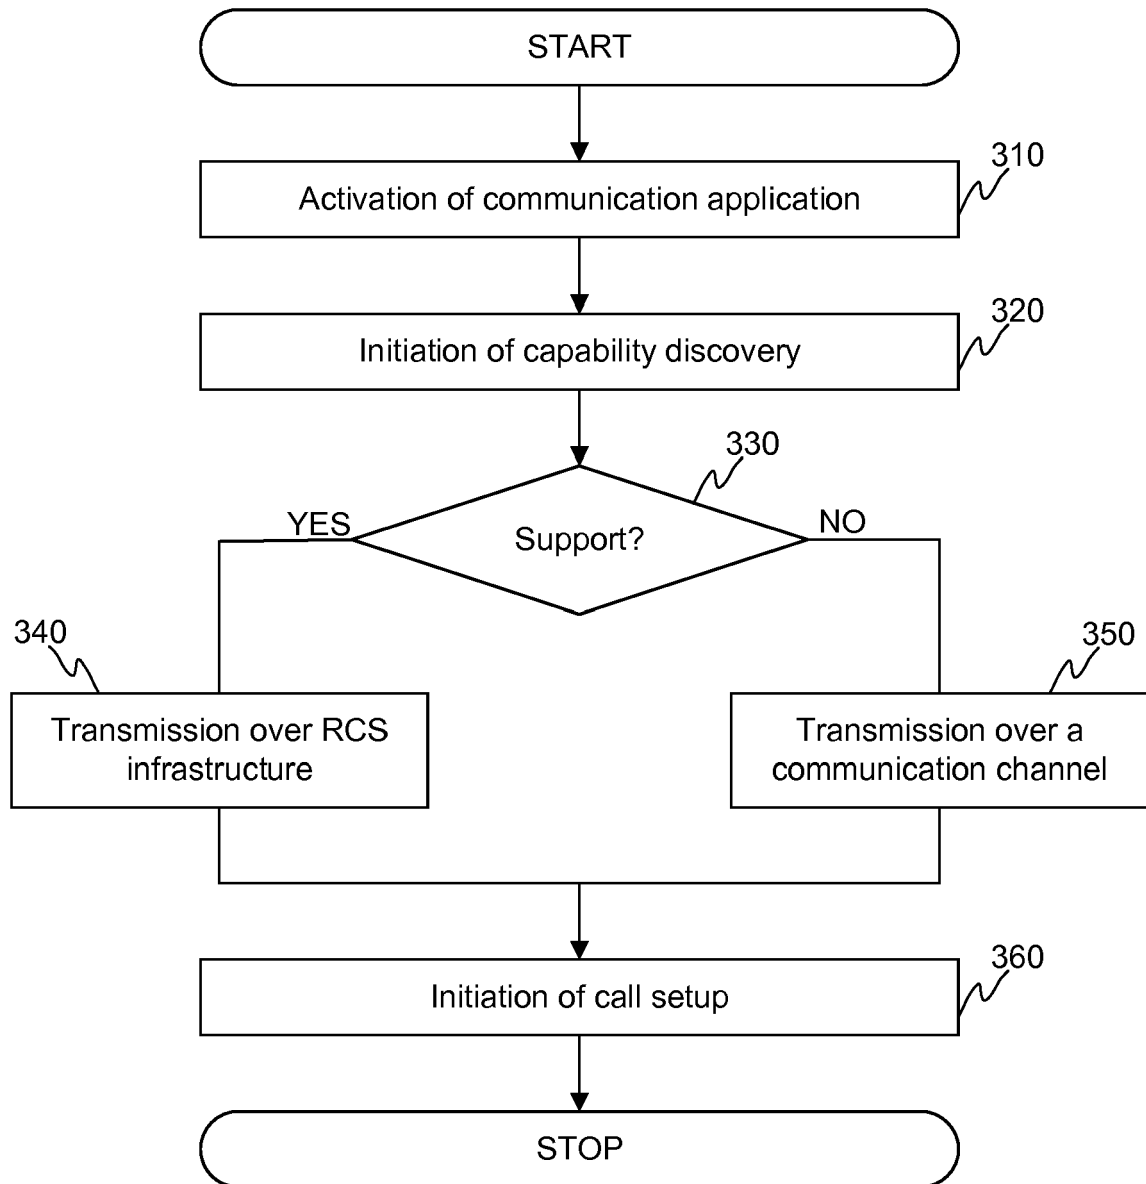 START
310
Activation of communication application
320
Initiation of capability discovery
330
YES
Support?
NO
340
350
Transmission over RCS
infrastructure
Transmission over a
communication channel
360
Initiation of call setup
STOP